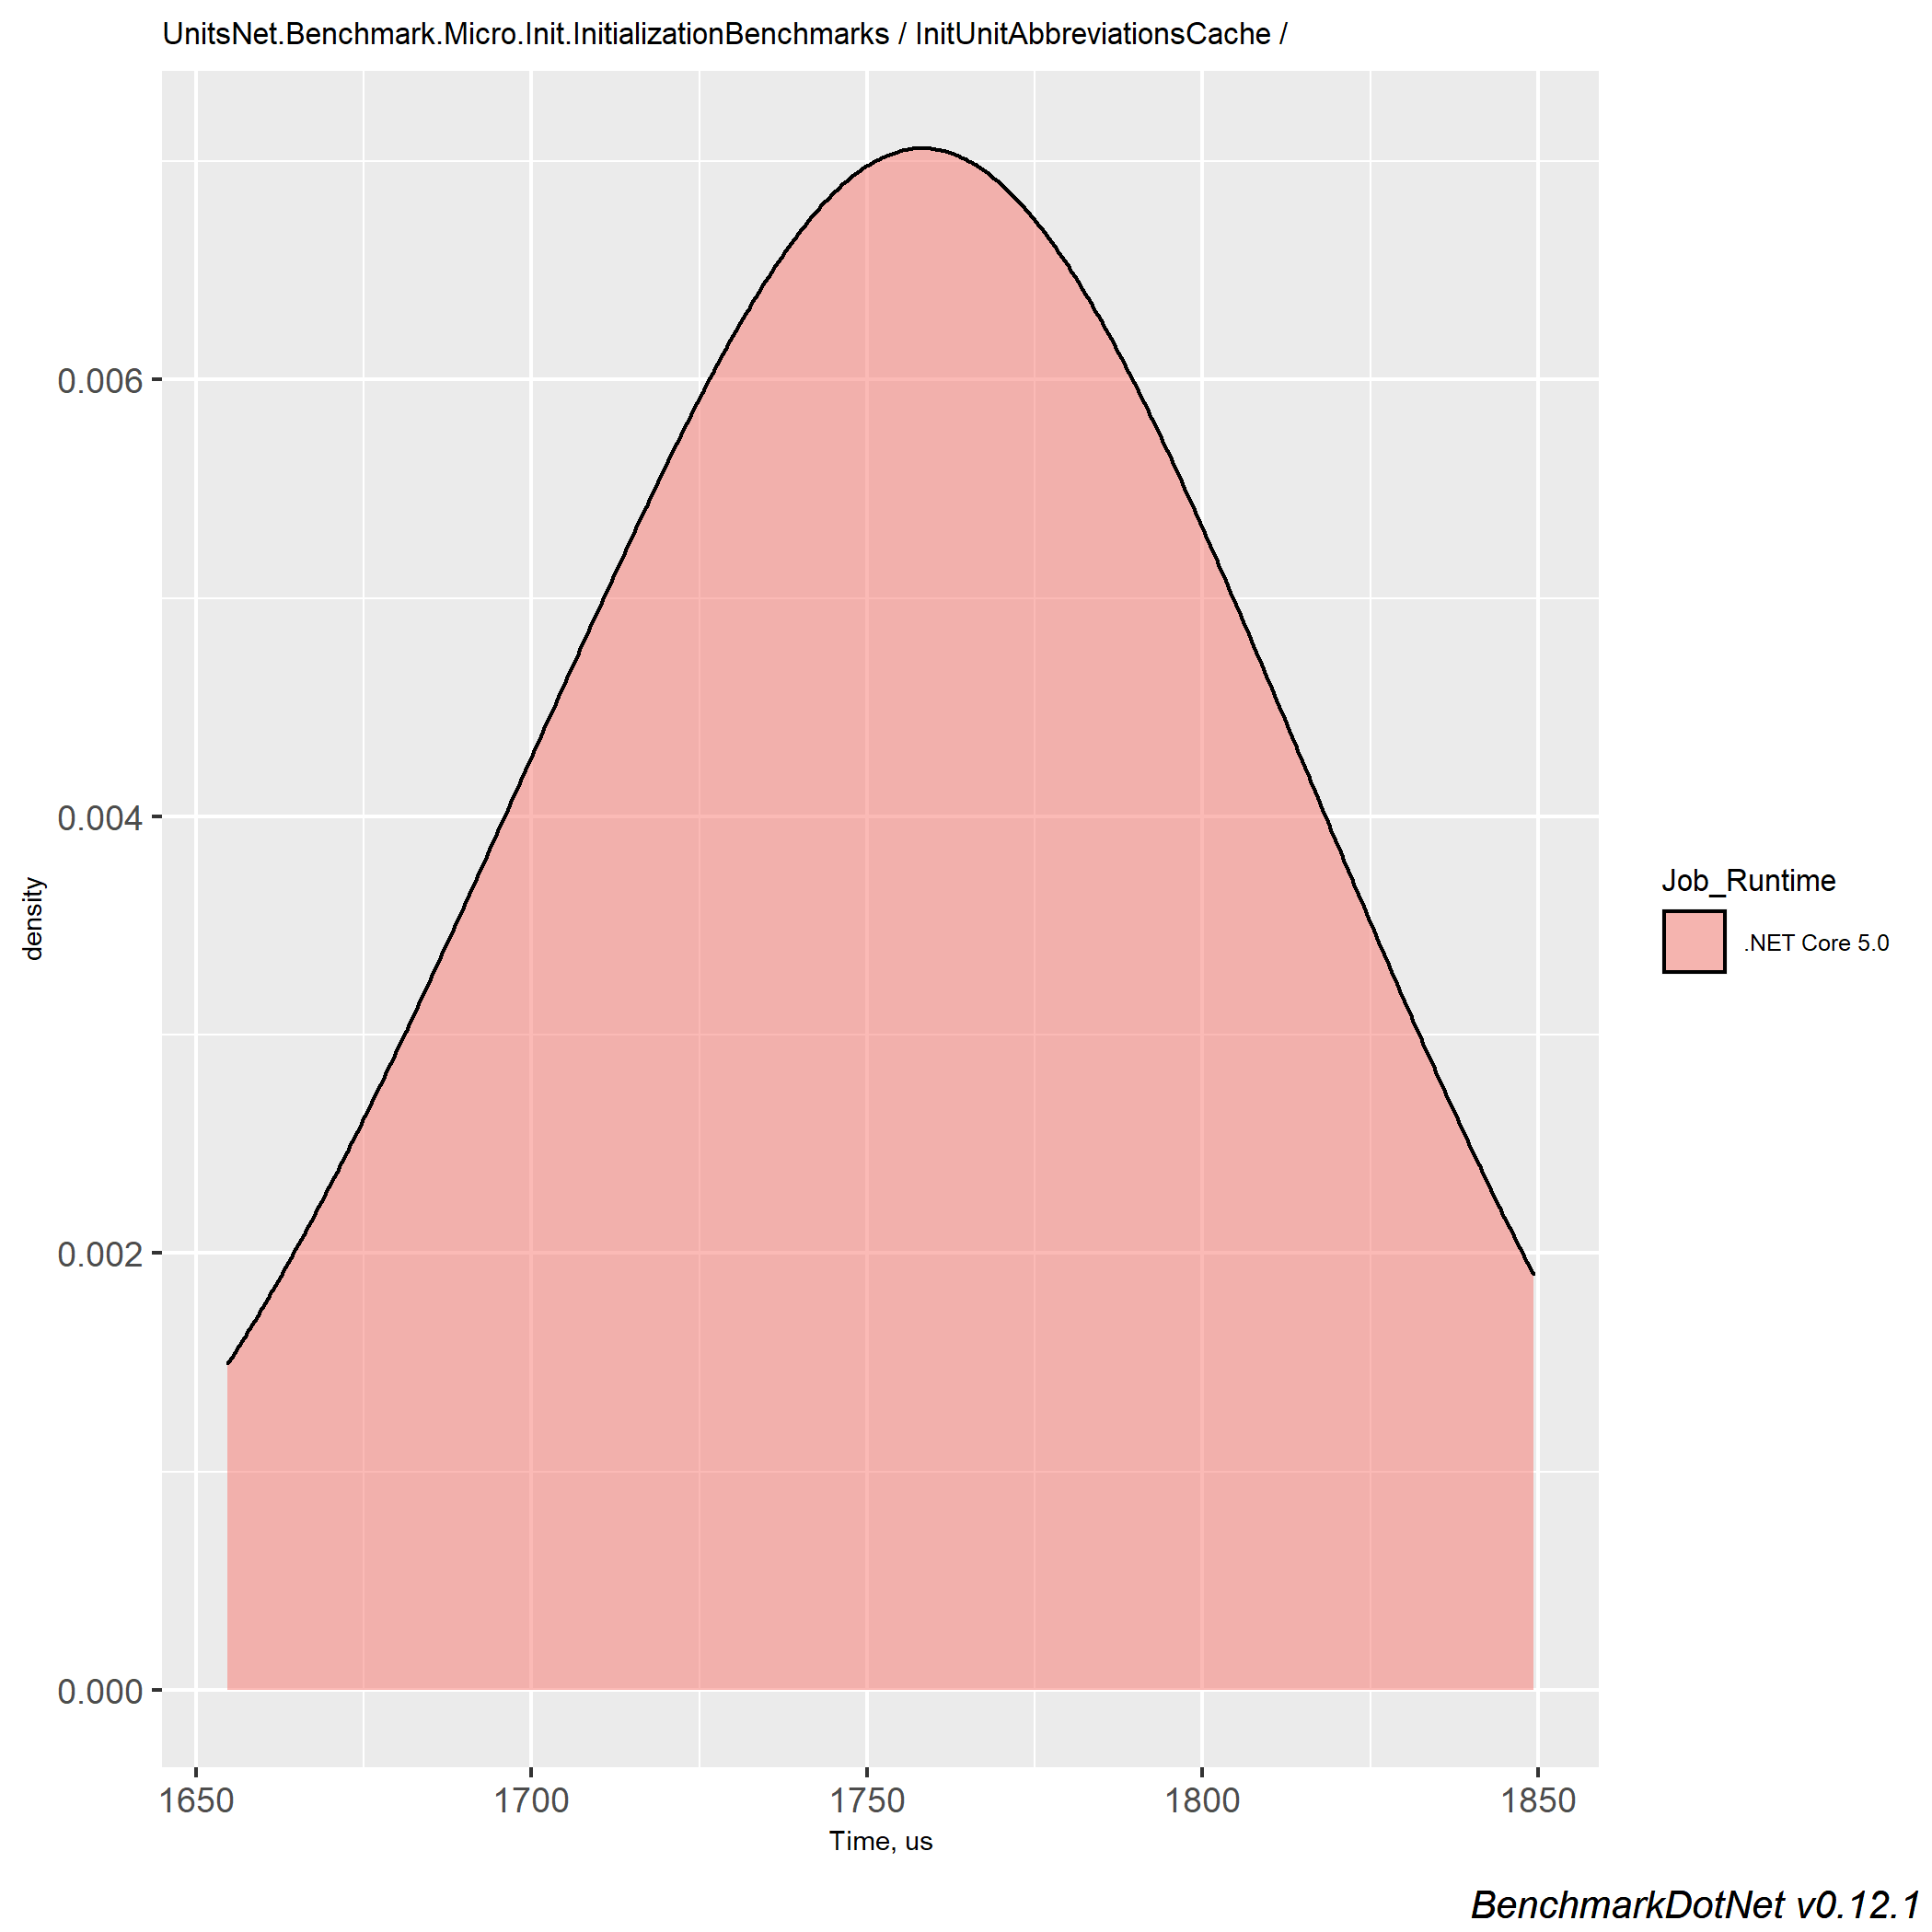 UnitsNet.Benchmark.Micro.Init.InitializationBenchmarks / InitUnitAbbreviationsCache /
0.006
0.004
0.002
0.000
density
1650 1700 1750 1800 1850
Time, us
Job_Runtime
.NET Core 5.0
BenchmarkDotNet v0.12.1